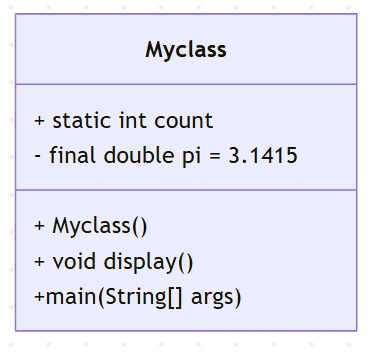 Myclass
+ static int count
- final double pi = 3.1415
+ Myclass()
+ void display()
+main(String[] args)